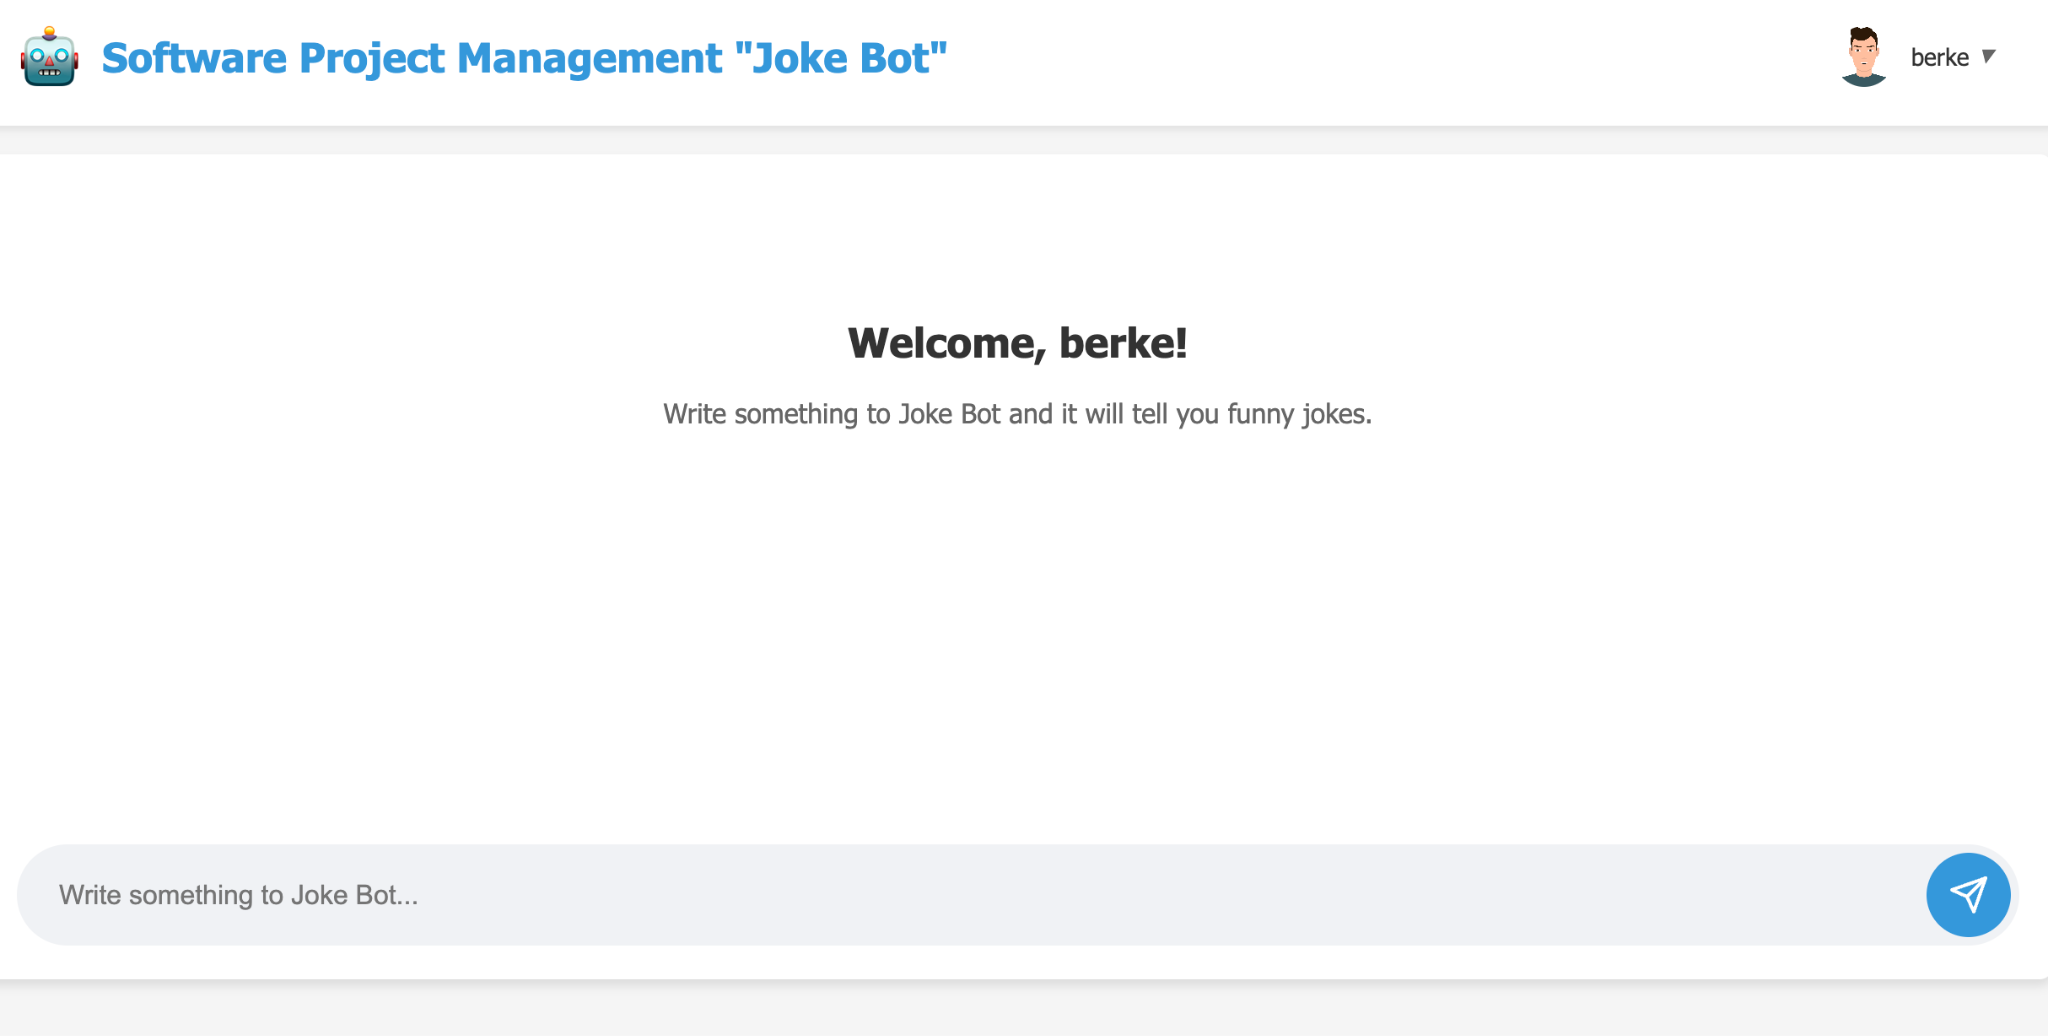 Software Project Management "Joke Bot"
berke
Welcome, berke!
Write something to Joke Bot and it will tell you funny jokes.
Write something to Joke Bot...